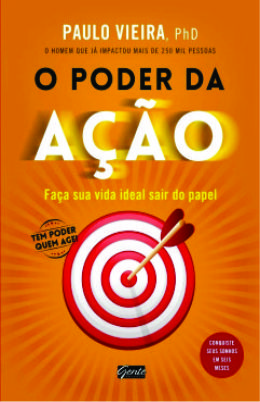 PAULO VIEIRA, PhD
O HOMEM QUE JÁ IMPACTOU MAIS DE 250 MIL PESSOAS
O PODER DA
AÇÃO
Faça sua vida ideal sair do papel
TEM PODER
QUEM AGE!
CONQUISTE
SEUS SONHOS
EM SEIS
MESES
Gente